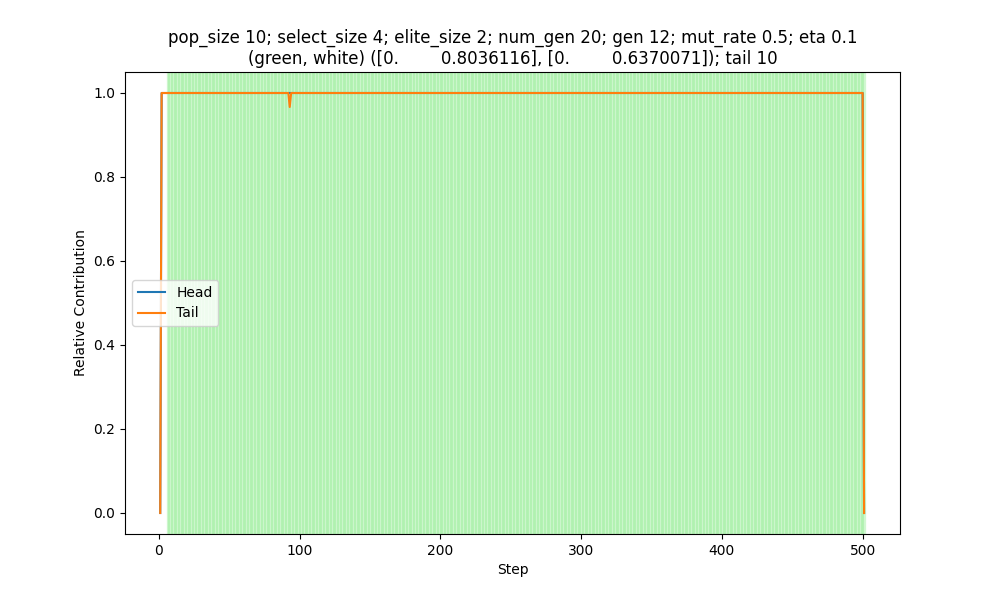 pop_size 10; select_size 4; elite_size 2; num_gen 20; gen 12; mut_rate 0.5; eta 0.1
(green, white) ([0.        0.8036116], [0.        0.6370071]); tail 10
1.0
0.8
0.6
0.4
0.2
0.0
Relative Contribution
Head
Tail
0 100 200 300 400 500
Step